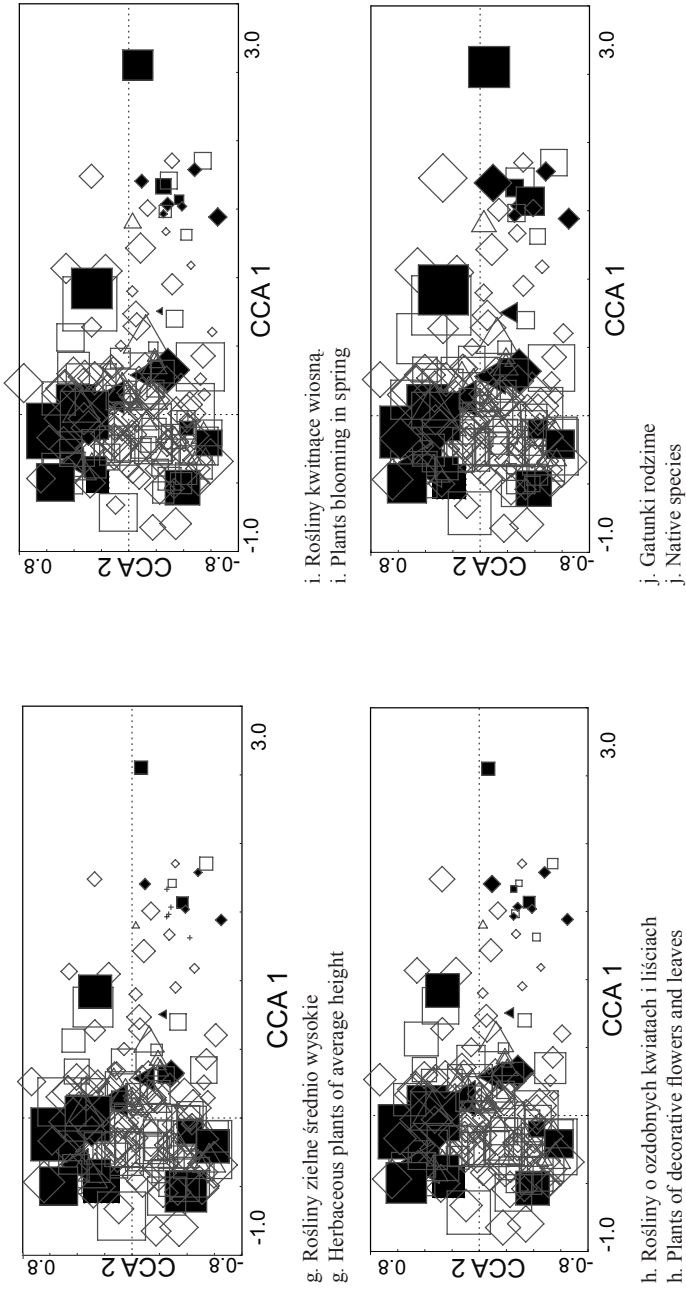 0.8
CCA 2
-0.8
-1.0
CCA 1
3.0
g. Rośliny zielne średnio wysokie
g. Herbaceous plants of average height
0.8
CCA 2
-0.8
-1.0
CCA 1
3.0
h. Rośliny o ozdobnych kwiatach i liściach
h. Plants of decorative flowers and leaves
0.8
CCA 2
-0.8
-1.0
CCA 1
3.0
i. Rośliny kwitnące wiosną.
i. Plants blooming in spring
0.8
CCA 2
-0.8
-1.0
CCA 1
3.0
j. Gatunki rodzime
j. Native species